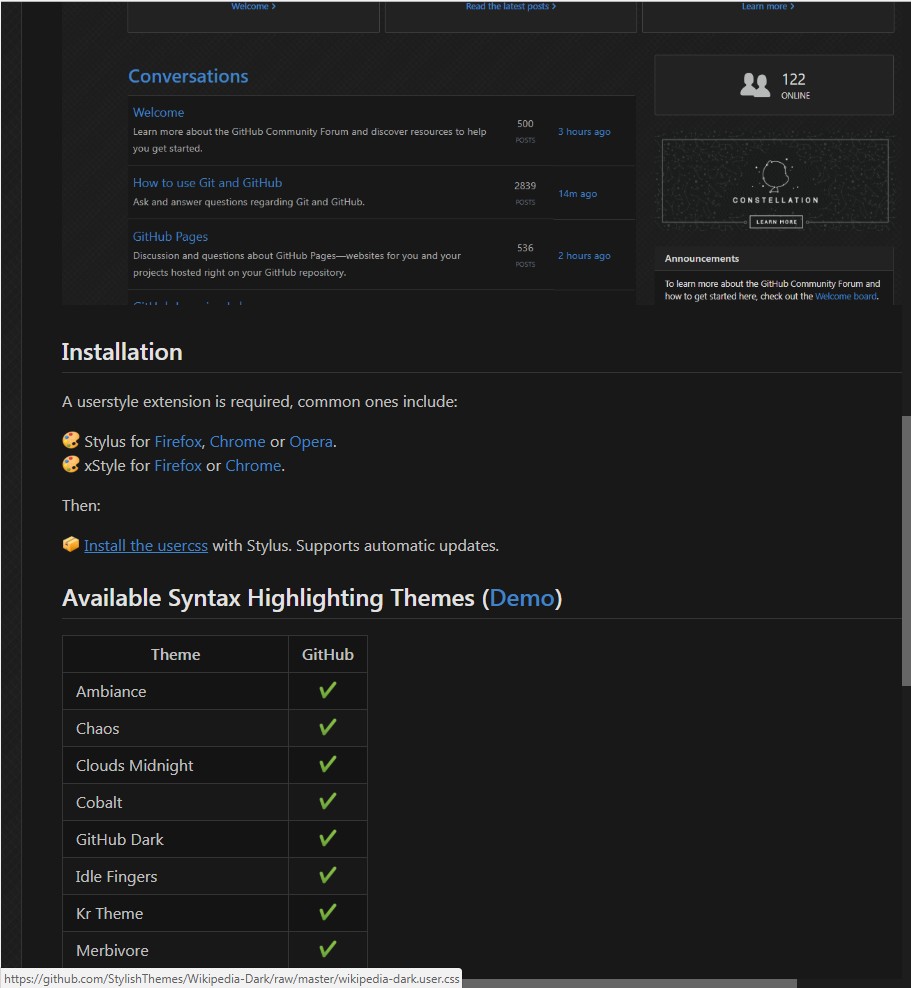 Welcome >
Read the latest posts >
Learn more >
Conversations
Welcome
Learn more about the GitHub Community Forum and discover resources to help
you get started.
500
POSTS
3 hours ago
How to use Git and GitHub
Ask and answer questions regarding Git and GitHub.
2839
POSTS
14m ago
GitHub Pages
Discussion and questions about GitHub Pages—websites for you and your
projects hosted right on your GitHub repository.
536
POSTS
2 hours ago
122
ONLINE
CONSTELLATION
LEARN MORE
Announcements
To learn more about the GitHub Community Forum and
how to get started here, check out the Welcome board.
Installation
A userstyle extension is required, common ones include:
🎨 Stylus for Firefox, Chrome or Opera.
🎨 xStyle for Firefox or Chrome.
Then:
📦 Install the usercss with Stylus. Supports automatic updates.
Available Syntax Highlighting Themes (Demo)
Theme GitHub
Ambiance ✔
Chaos ✔
Clouds Midnight ✔
Cobalt ✔
GitHub Dark ✔
Idle Fingers ✔
Kr Theme ✔
Merbivore ✔
https://github.com/StylishThemes/Wikipedia-Dark/raw/master/wikipedia-dark.user.css